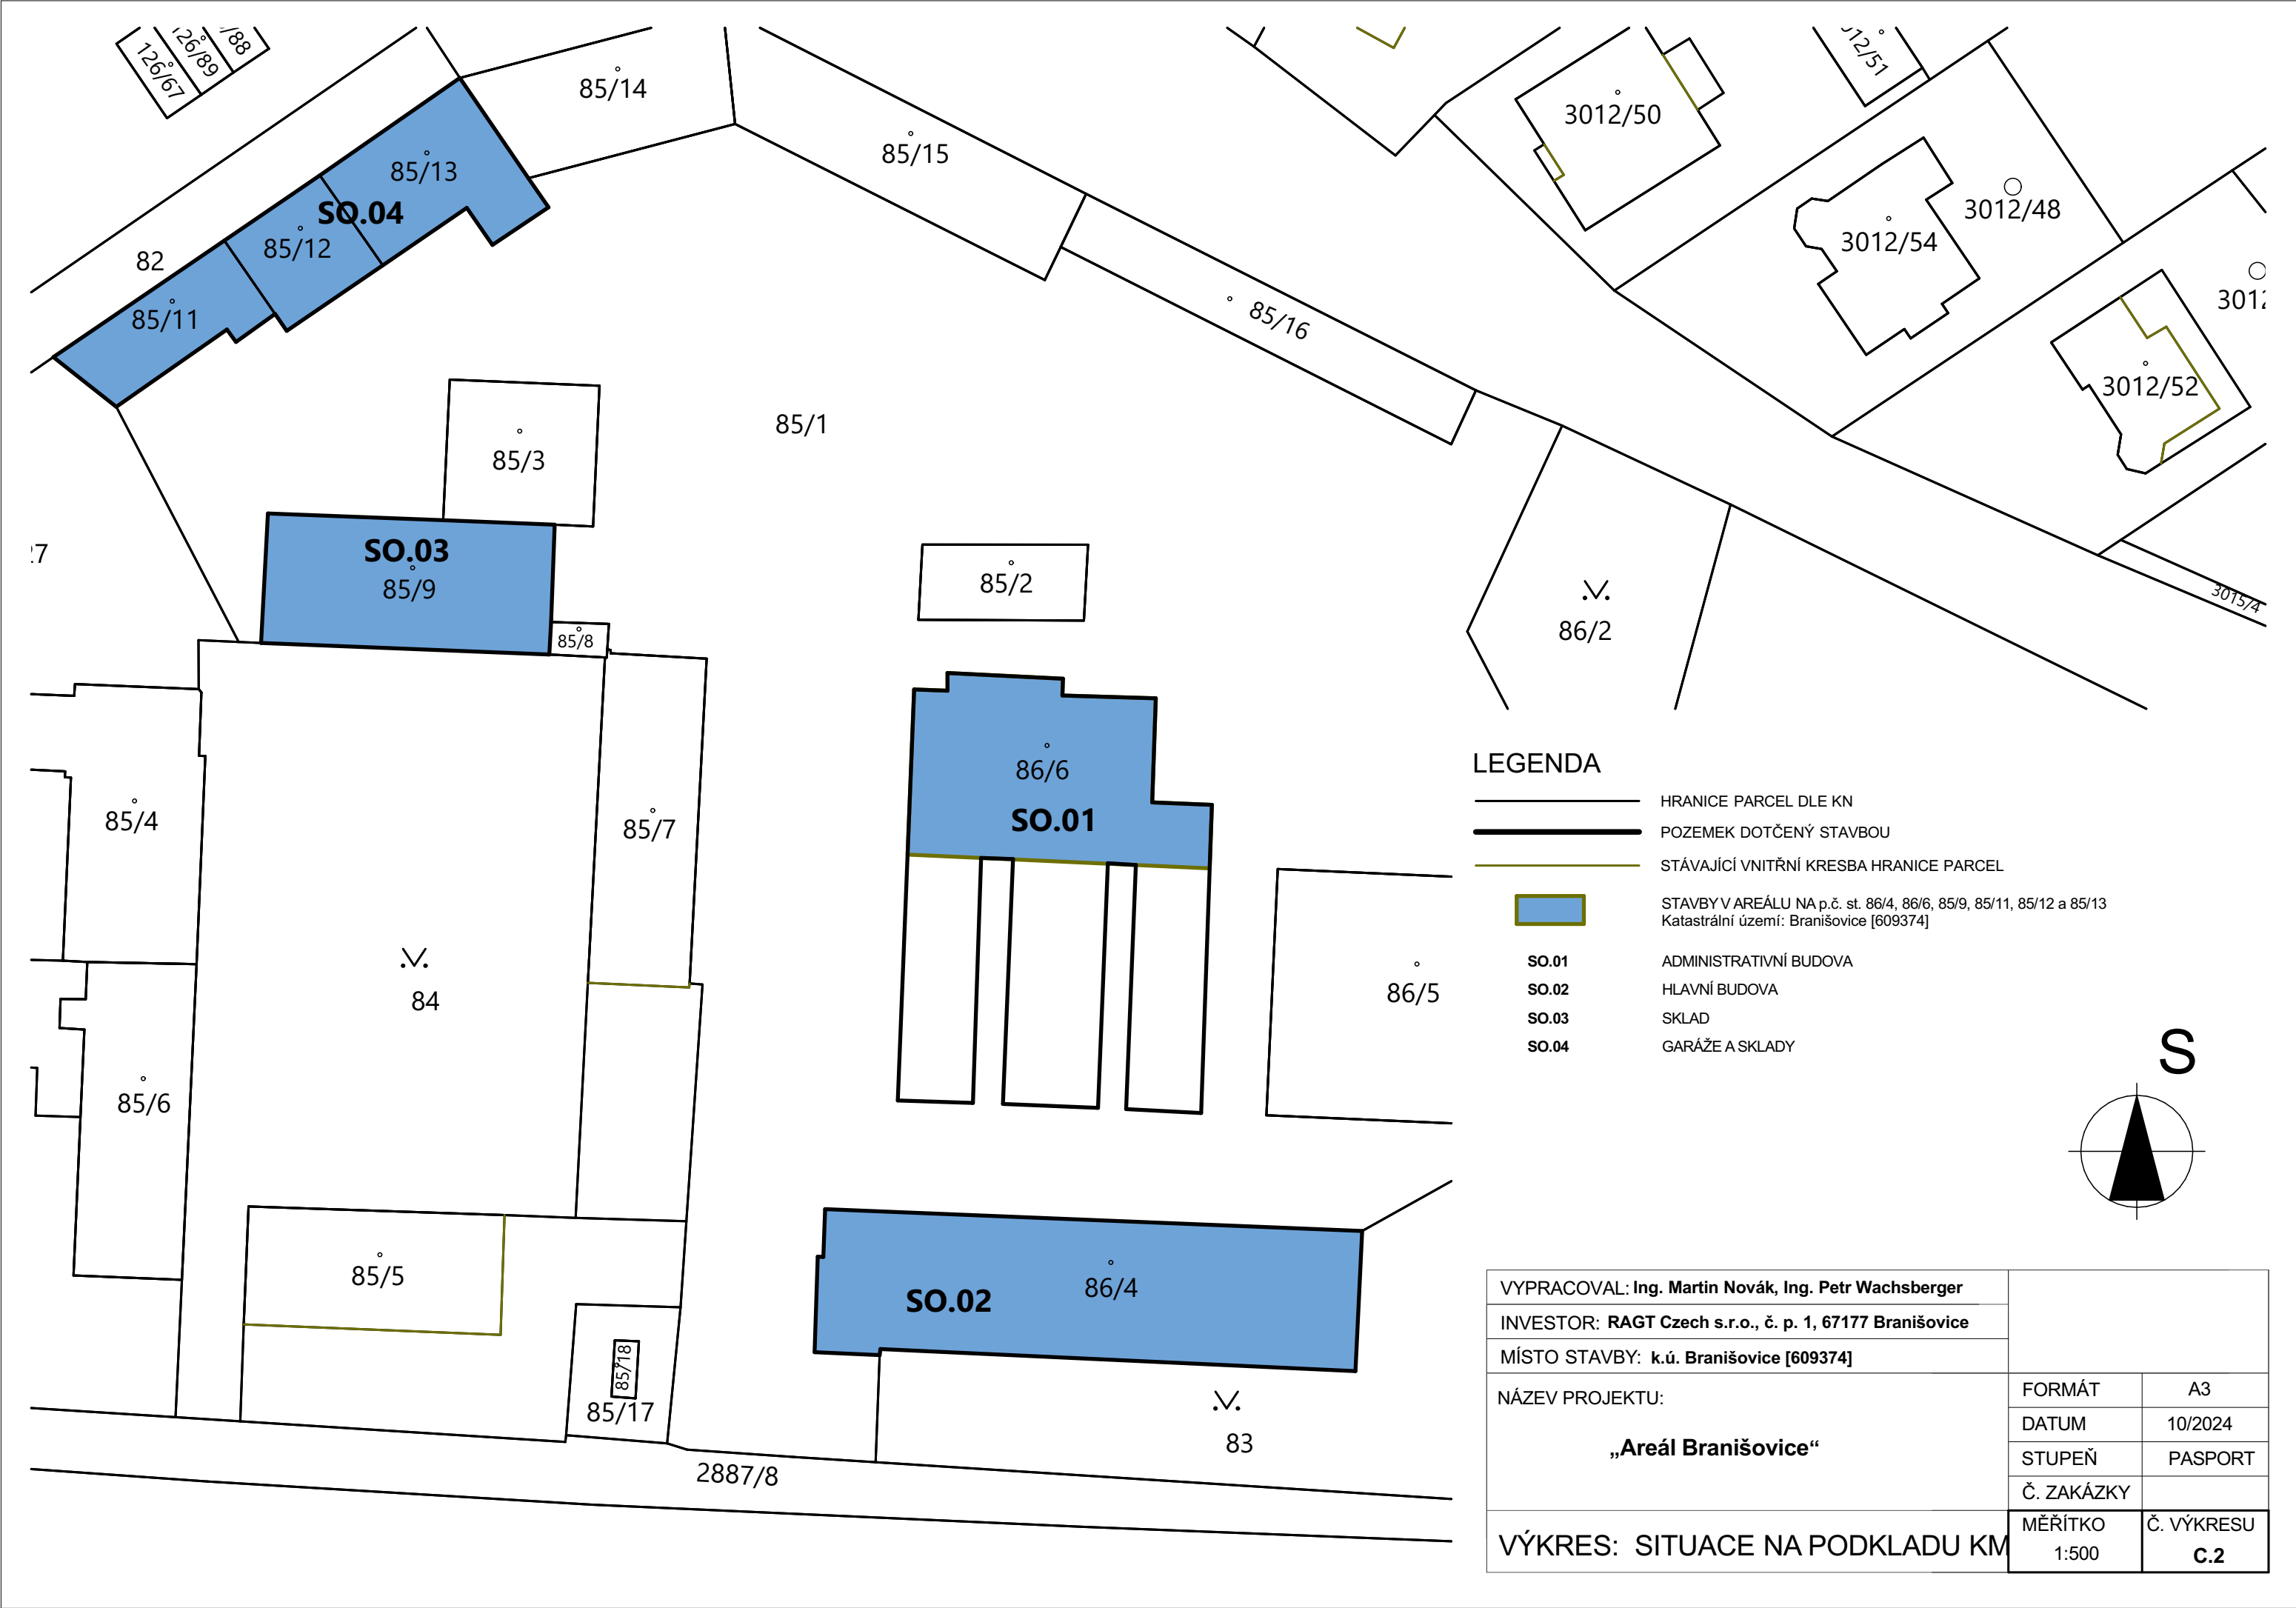 126/67
126/89
/88
85/14
85/15
3012/50
3012/51
3012/48
3012/54
85/13
SO.04
85/12
82
85/11
85/16
3012/52
85/3
85/1
SO.03
85/9
85/8
85/2
86/2
3015/4
86/6
SO.01
85/4
85/7
84
86/5
85/6
85/5
SO.02
86/4
85/18
85/17
83
2887/8
LEGENDA
HRANICE PARCEL DLE KN
POZEMEK DOTČENÝ STAVBOU
STÁVAJÍCÍ VNITŘNÍ KRESBA HRANICE PARCEL
STAVBY V AREÁLU NA p.č. st. 86/4, 86/6, 85/9, 85/11, 85/12 a 85/13
Katastrální území: Branišovice [609374]
SO.01 ADMINISTRATIVNÍ BUDOVA
SO.02 HLAVNÍ BUDOVA
SO.03 SKLAD
SO.04 GARÁŽE A SKLADY
S
VYPRACOVAL: Ing. Martin Novák, Ing. Petr Wachsberger
INVESTOR: RAGT Czech s.r.o., č. p. 1, 67177 Branišovice
MÍSTO STAVBY: k.ú. Branišovice [609374]
NÁZEV PROJEKTU:
„Areál Branišovice“
FORMÁT A3
DATUM 10/2024
STUPEŇ PASPORT
Č. ZAKÁZKY
VÝKRES: SITUACE NA PODKLADU KM
MĚŘÍTKO
1:500
Č. VÝKRESU
C.2